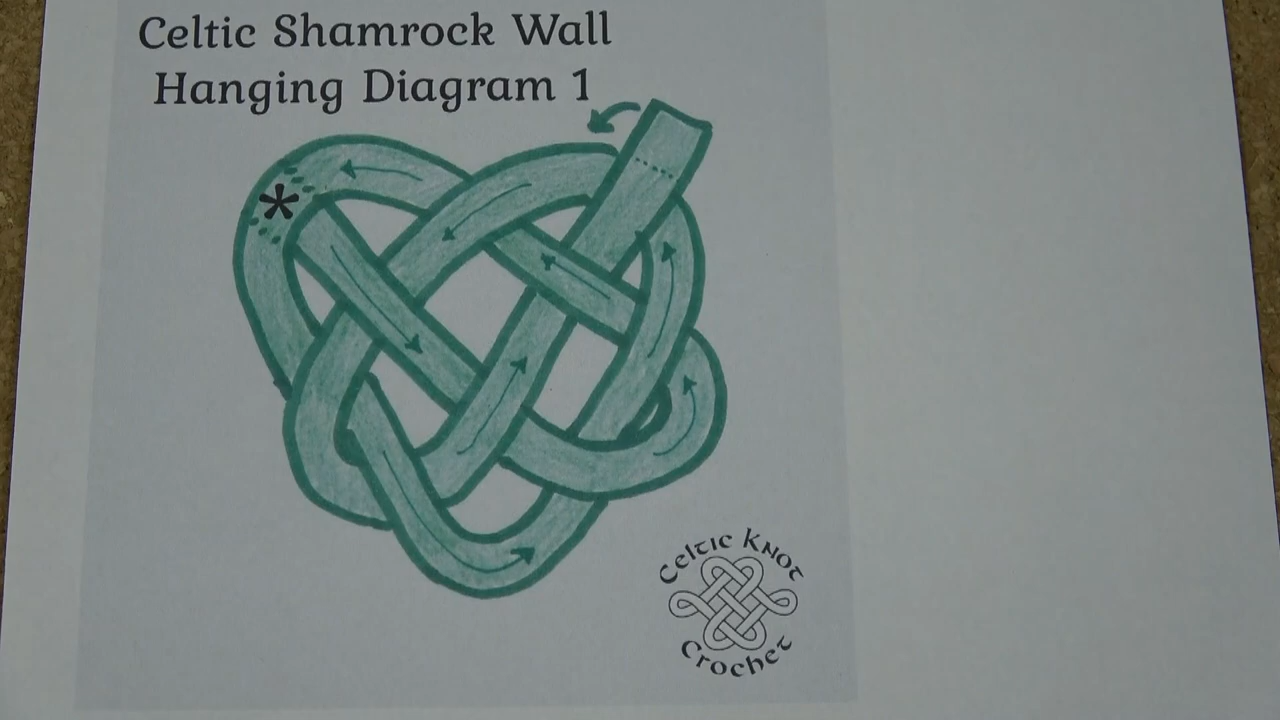 Celtic Shamrock Wall
Hanging Diagram 1
*
Celtic Knot
Crochet